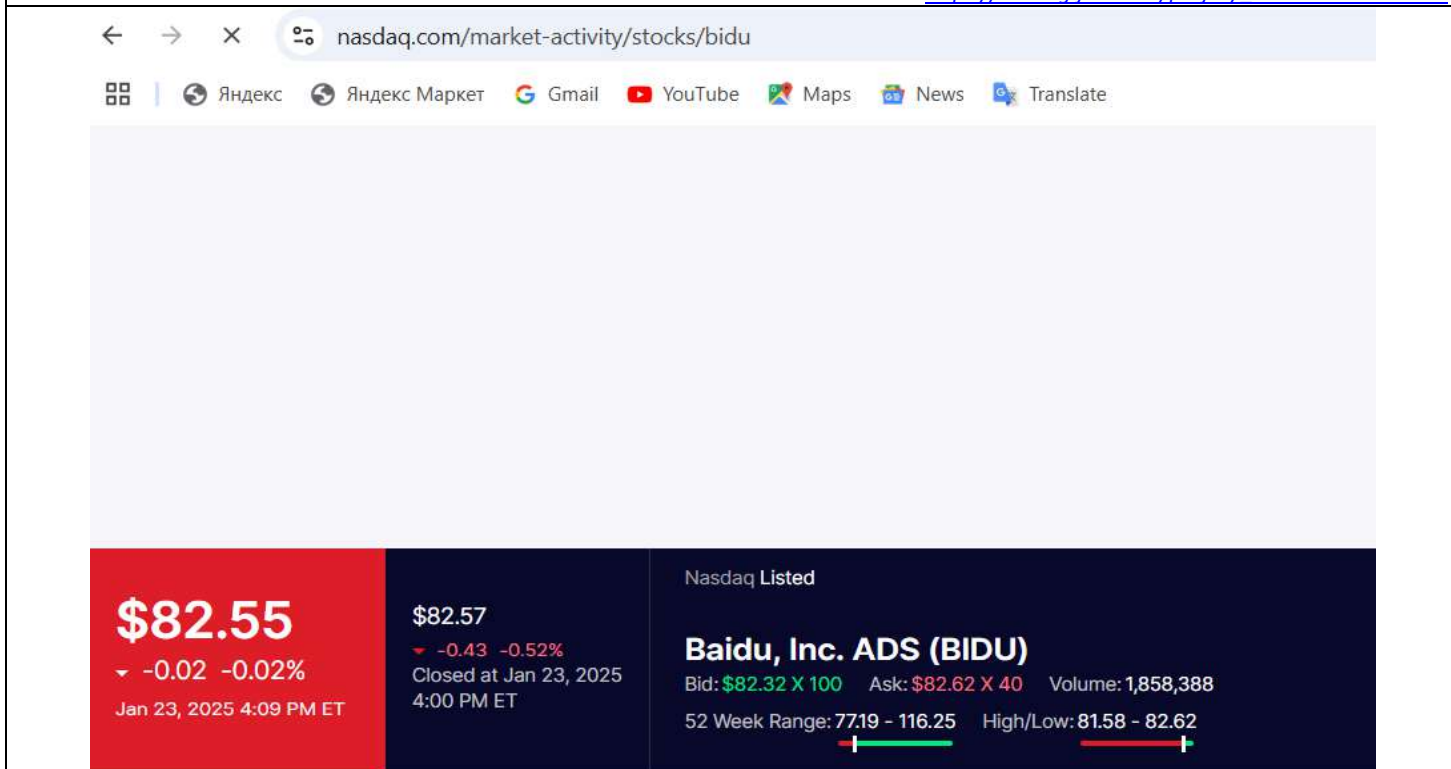 nasdaq.com/market-activity/stocks/bidu
Яндекс Яндекс Маркет Gmail YouTube Maps News Translate
$82.55
-0.02 -0.02%
Jan 23, 2025 4:09 PM ET
$82.57
-0.43 -0.52%
Closed at Jan 23, 2025
4:00 PM ET
Nasdaq Listed
Baidu, Inc. ADS (BIDU)
Bid: $82.32 X 100 Ask: $82.62 X 40 Volume: 1,858,388
52 Week Range: 77.19 - 116.25 High/Low: 81.58 - 82.62